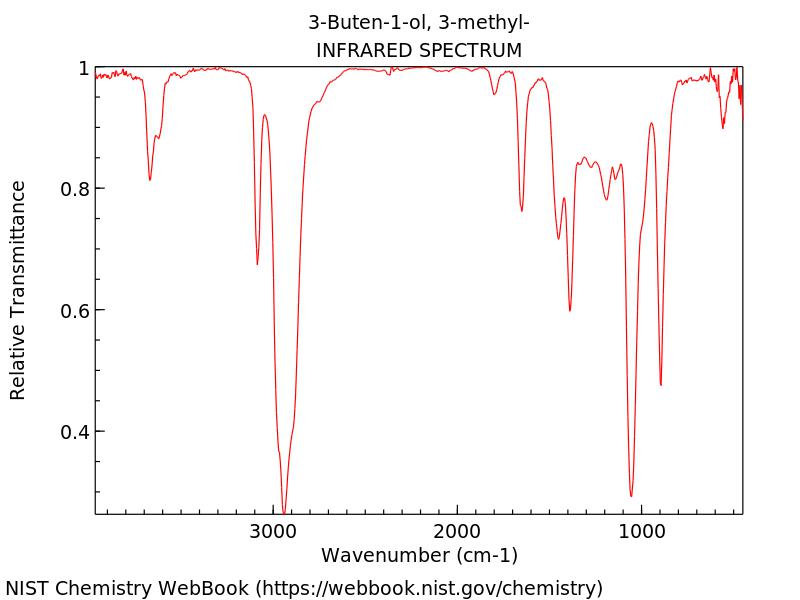 3-Buten-1-ol, 3-methyl-
INFRARED SPECTRUM
1
0.8
0.6
0.4
Relative Transmittance
3000 2000 1000
Wavenumber (cm-1)
NIST Chemistry WebBook (https://webbook.nist.gov/chemistry)